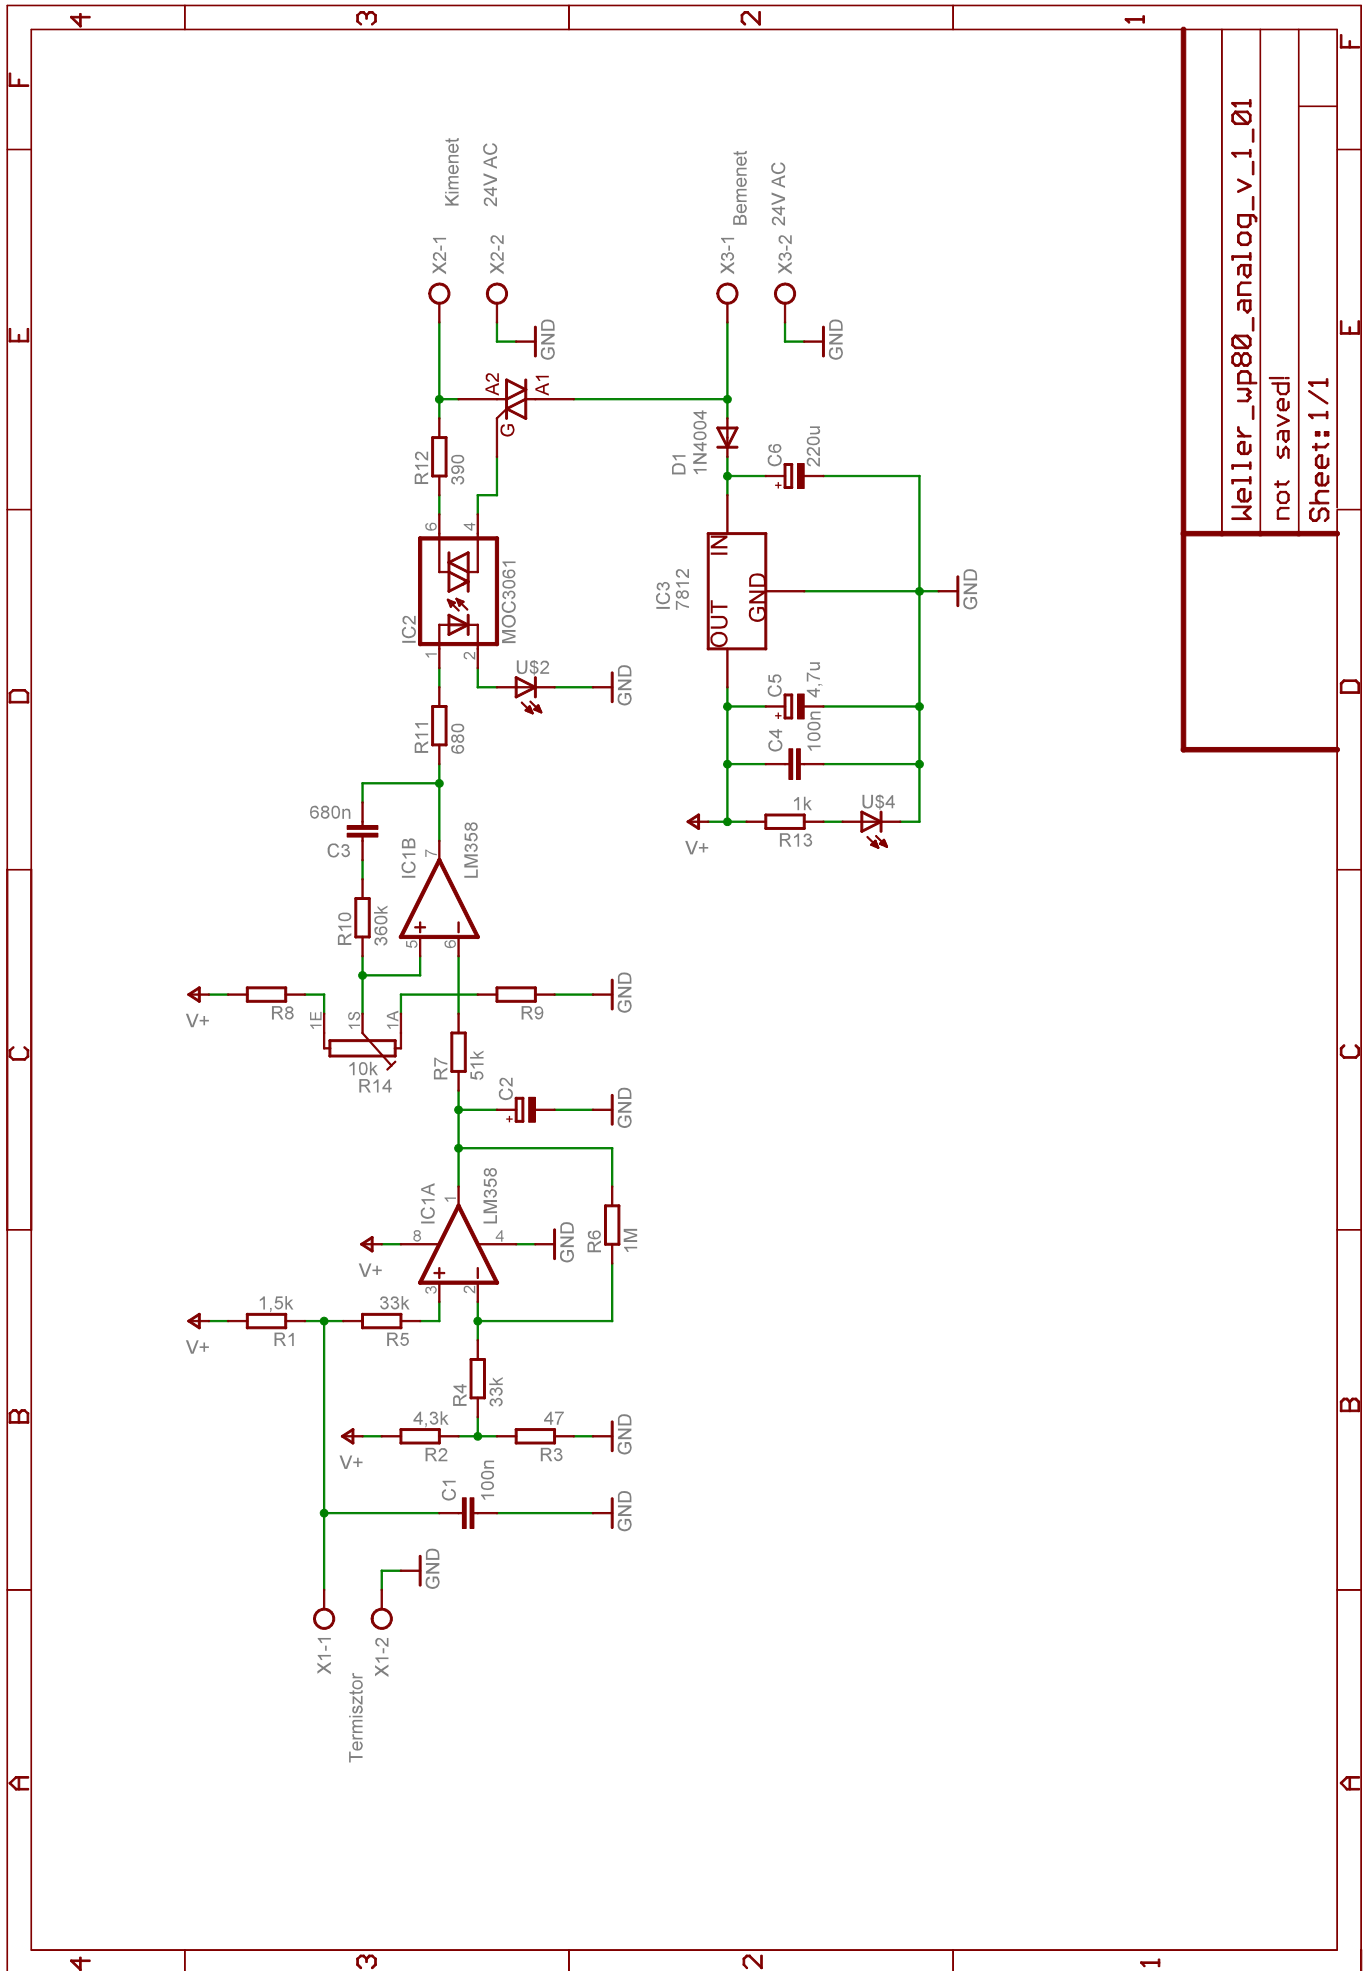 A
B
C
D
E
F
4
3
2
1
Termisztor
X1-1
X1-2
GND
C1
100n
GND
V+
R1
1,5k
R5
33k
V+
R2
4,3k
R3
47
GND
R4
33k
V+
IC1A
LM358
3
2
8
4
1
GND
R6
1M
C2
GND
R7
51k
V+
R8
1E
1S
1A
10k
R14
R9
GND
R10
360k
C3
680n
IC1B
LM358
5
6
7
R11
680
IC2
MOC3061
1
2
6
4
U$2
GND
R12
390
A2
A1
G
X2-1
X2-2
Kimenet
24V AC
GND
V+
R13
1k
U$4
C4
100n
C5
4,7u
IC3
7812
OUT
IN
GND
C6
220u
D1
1N4004
GND
X3-1
X3-2
Bemenet
24V AC
GND
Weller_wp80_analog_v_1_01
not saved!
Sheet: 1/1
A
B
C
D
E
F
4
3
2
1